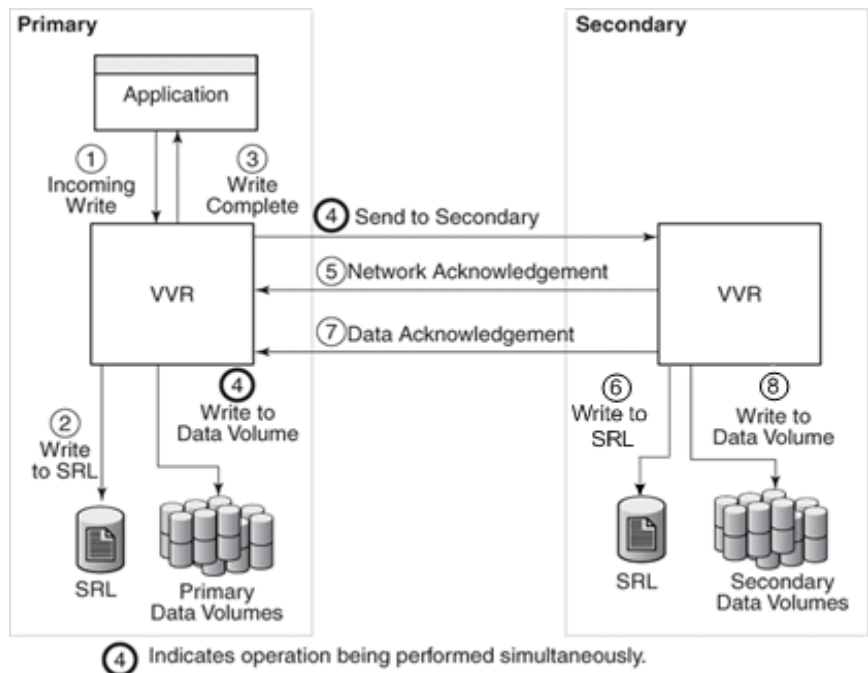 Primary
Secondary
Application
①
Incoming
Write
③
Write
Complete
④ Send to Secondary
⑤ Network Acknowledgement
⑦ Data Acknowledgement
VVR
VVR
②
Write
to SRL
④
Write to
Data Volume
⑥
Write to
SRL
⑧
Write to
Data Volume
SRL
Primary
Data Volumes
SRL
Secondary
Data Volumes
④ Indicates operation being performed simultaneously.